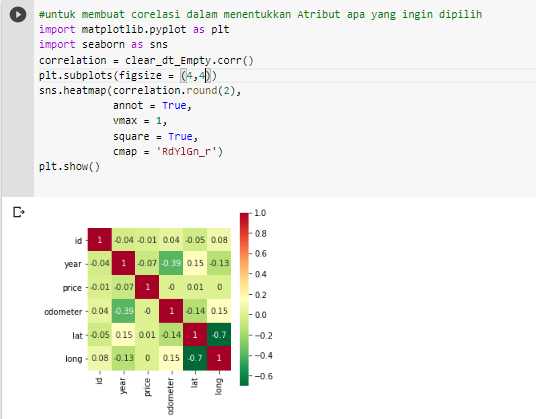 #untuk membuat corelasi dalam menentukkan Atribut apa yang ingin dipilih
import matplotlib.pyplot as plt
import seaborn as sns
correlation = clear_dt_Empty.corr()
plt.subplots(figsize = (4,4))
sns.heatmap(correlation.round(2),
annot = True,
vmax = 1,
square = True,
cmap = 'RdYlGn_r')
plt.show()
id 1 -0.04 -0.01 0.04 -0.05 0.08
year -0.04 1 -0.07 -0.39 0.15 -0.13
price -0.01 -0.07 1 -0 0.01 0
odometer 0.04 -0.39 -0 1 -0.14 0.15
lat -0.05 0.15 0.01 -0.14 1 -0.7
long 0.08 -0.13 0 0.15 -0.7 1
id year price odometer lat long
1.0
0.8
0.6
0.4
0.2
0.0
-0.2
-0.4
-0.6